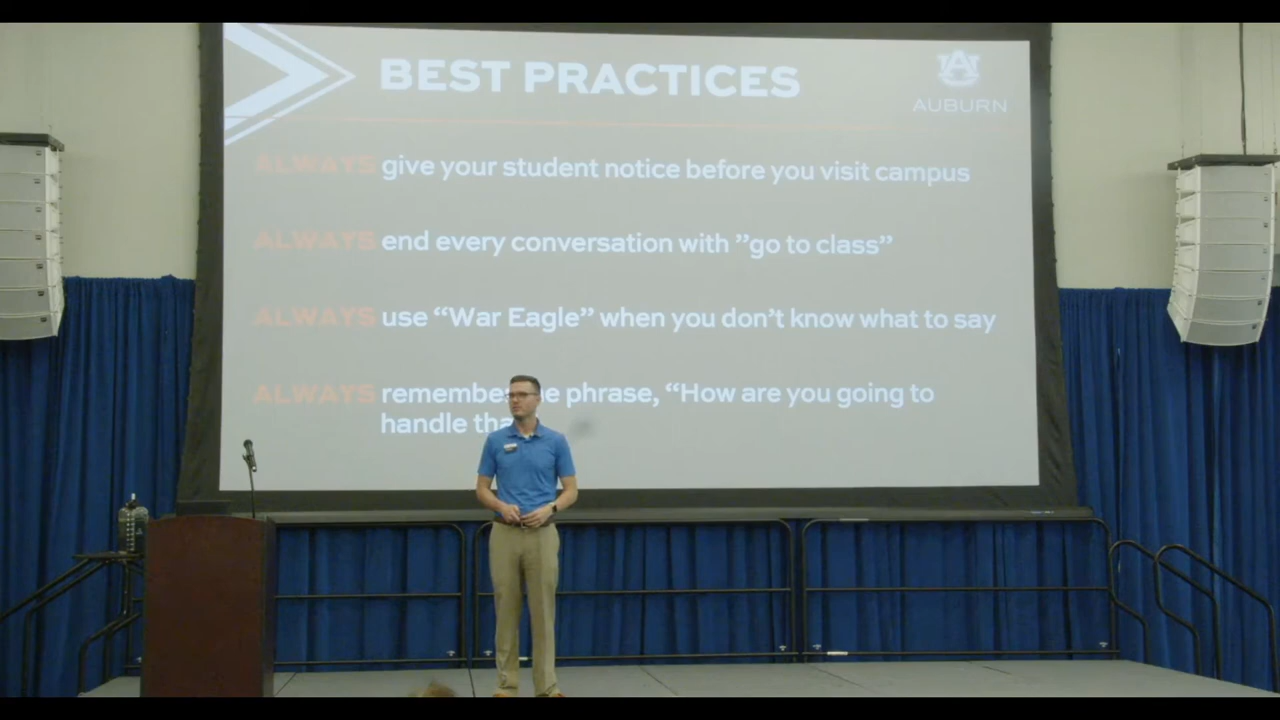 BEST PRACTICES
AUBURN
ALWAYS give your student notice before you visit campus
ALWAYS end every conversation with ”go to class”
ALWAYS use “War Eagle” when you don’t know what to say
ALWAYS phrase, “How are you going to
handle